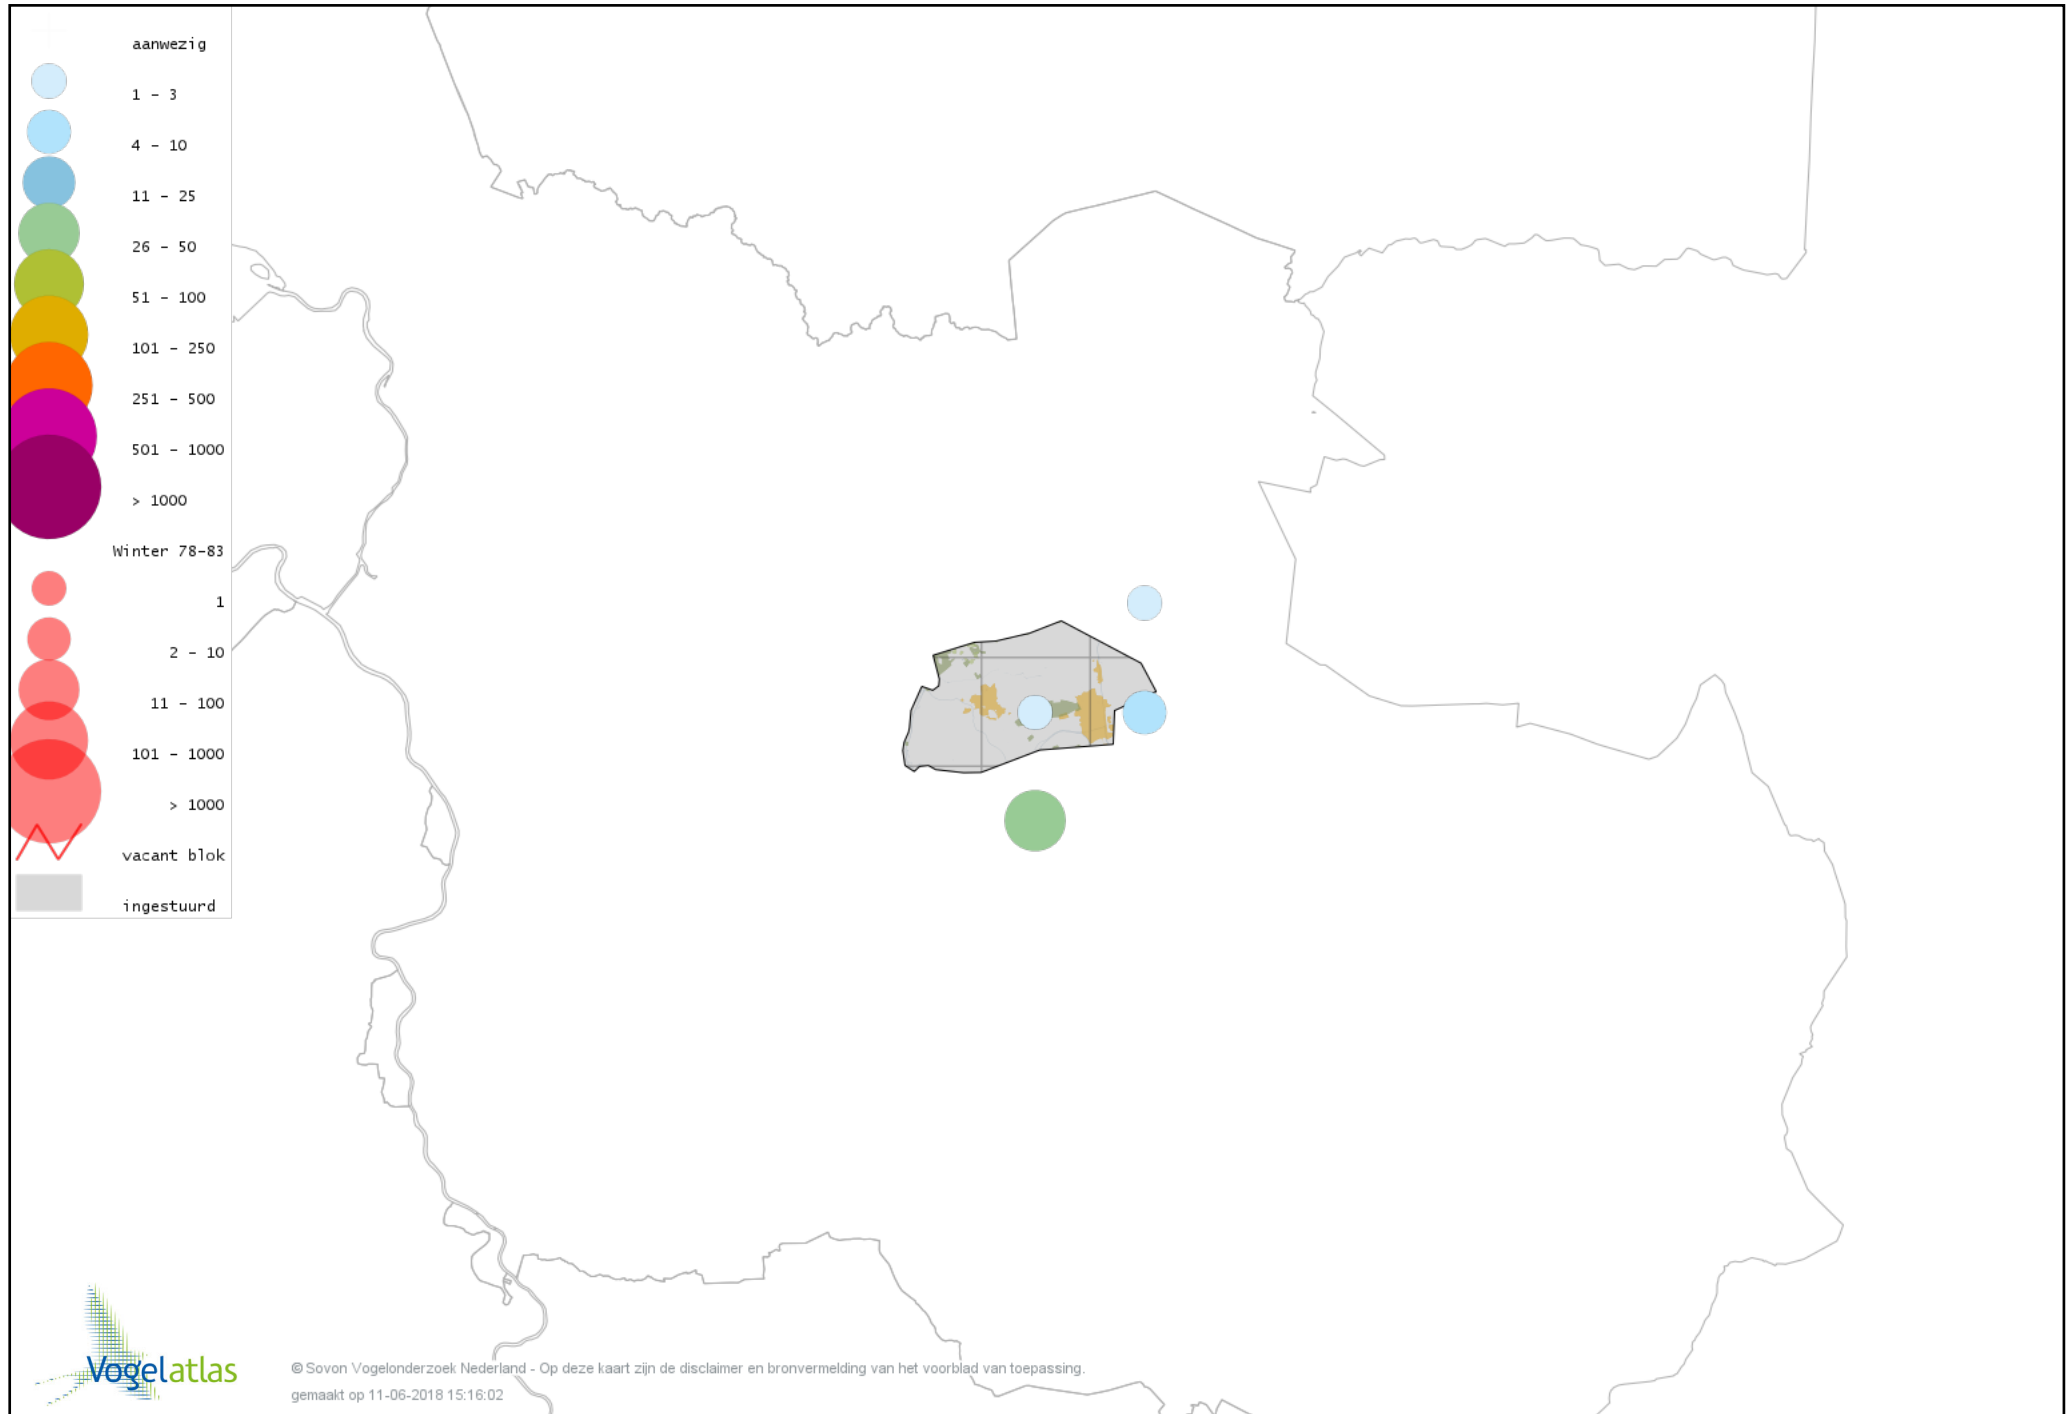 aanwezig
1 - 3
4 - 10
11 - 25
26 - 50
51 - 100
101 - 250
251 - 500
501 - 1000
> 1000
Winter 78-83
1
2 - 10
11 - 100
101 - 1000
> 1000
vacant blok
ingestuurd
Vogelatlas
© Sovon Vogelonderzoek Nederland - Op deze kaart zijn de disclaimer en bronvermelding van het voorblad van toepassing.
gemaakt op 11-06-2018 15:16:02